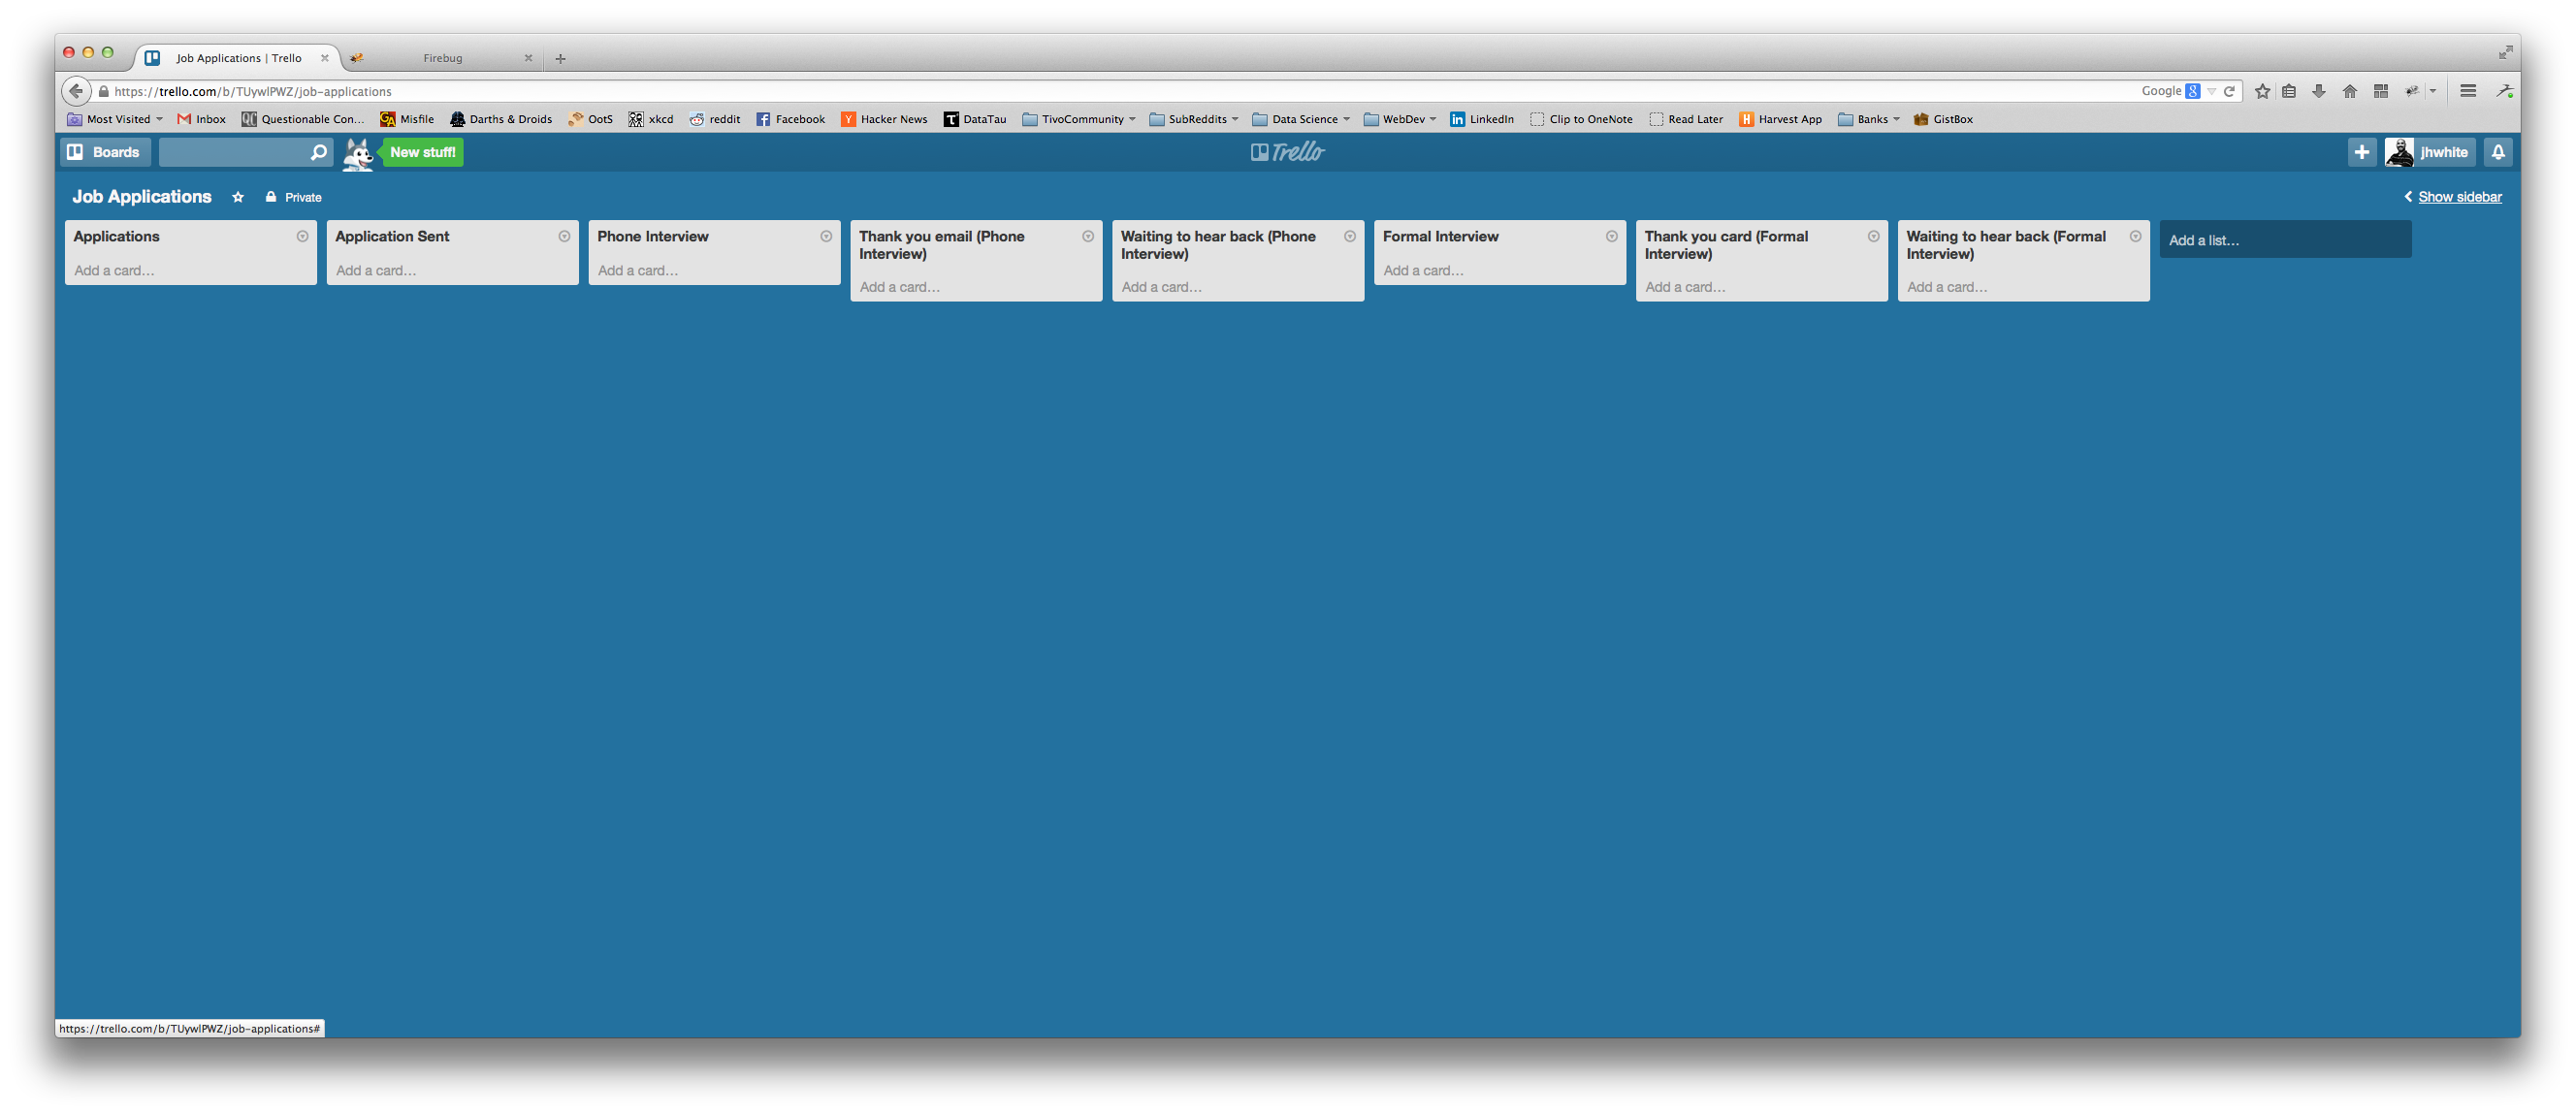 Job Applications | Trello
Firebug
https://trello.com/b/TUywlPWZ/job-applications
Google
Most Visited
Inbox
Questionable Con...
Misfile
Darths & Droids
OotS
xkcd
reddit
Facebook
Hacker News
DataTau
TivoCommunity
SubReddits
Data Science
WebDev
LinkedIn
Clip to OneNote
Read Later
Harvest App
Banks
GistBox
Boards
New stuff!
Trello
jhwhite
Job Applications
Private
Show sidebar
Applications
Add a card...
Application Sent
Add a card...
Phone Interview
Add a card...
Thank you email (Phone
Interview)
Add a card...
Waiting to hear back (Phone
Interview)
Add a card...
Formal Interview
Add a card...
Thank you card (Formal
Interview)
Add a card...
Waiting to hear back (Formal
Interview)
Add a card...
Add a list...
https://trello.com/b/TUywlPWZ/job-applications#